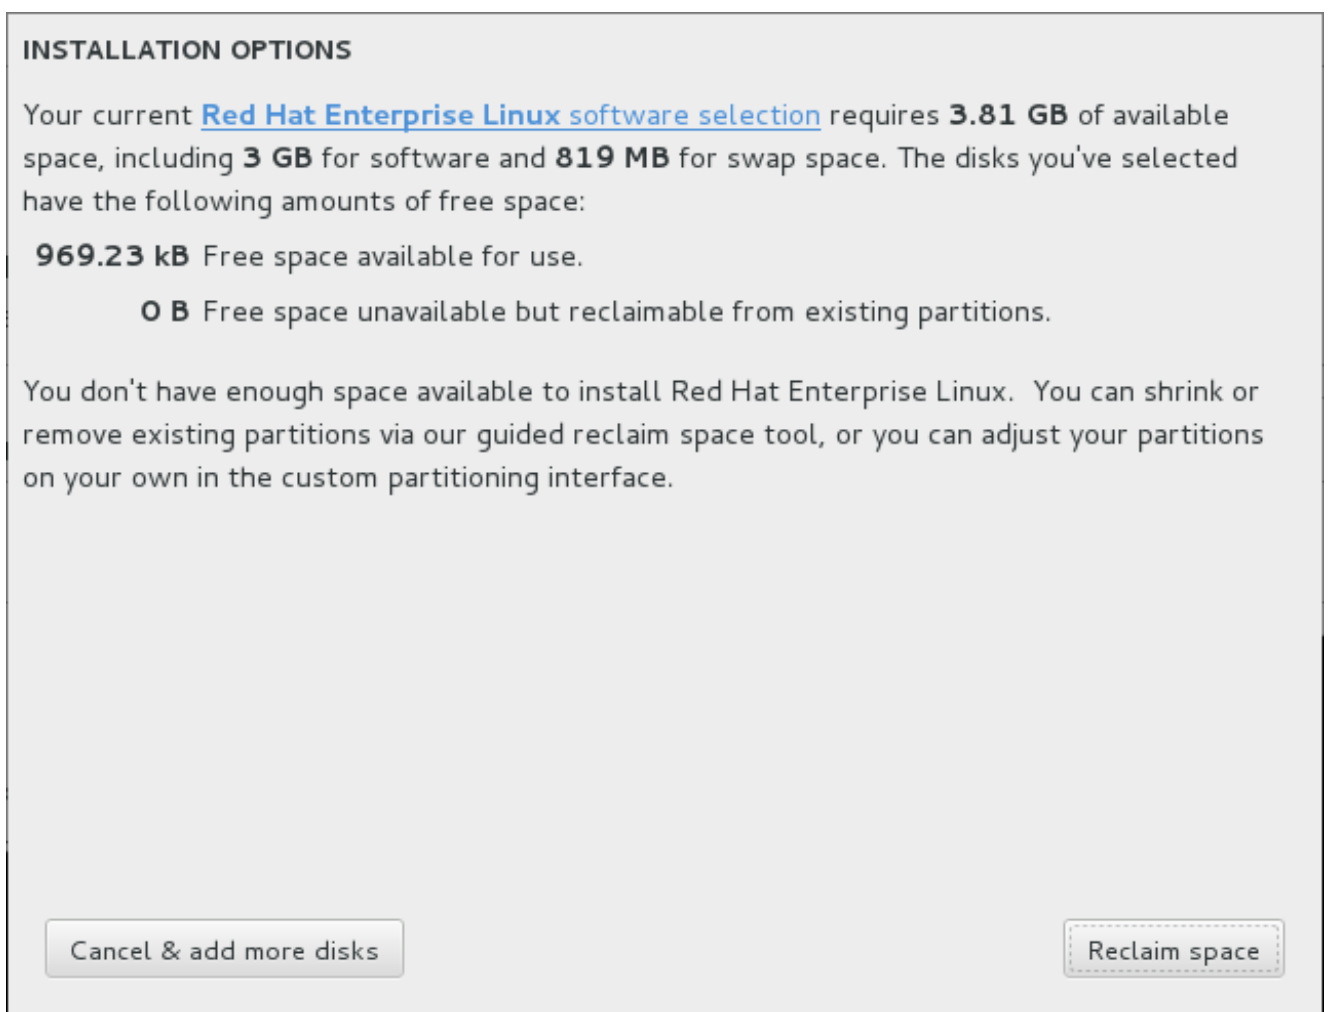 INSTALLATION OPTIONS
Your current Red Hat Enterprise Linux software selection requires 3.81 GB of available
space, including 3 GB for software and 819 MB for swap space. The disks you've selected
have the following amounts of free space:
969.23 kB Free space available for use.
0 B Free space unavailable but reclaimable from existing partitions.
You don't have enough space available to install Red Hat Enterprise Linux.  You can shrink or
remove existing partitions via our guided reclaim space tool, or you can adjust your partitions
on your own in the custom partitioning interface.
Cancel & add more disks
Reclaim space